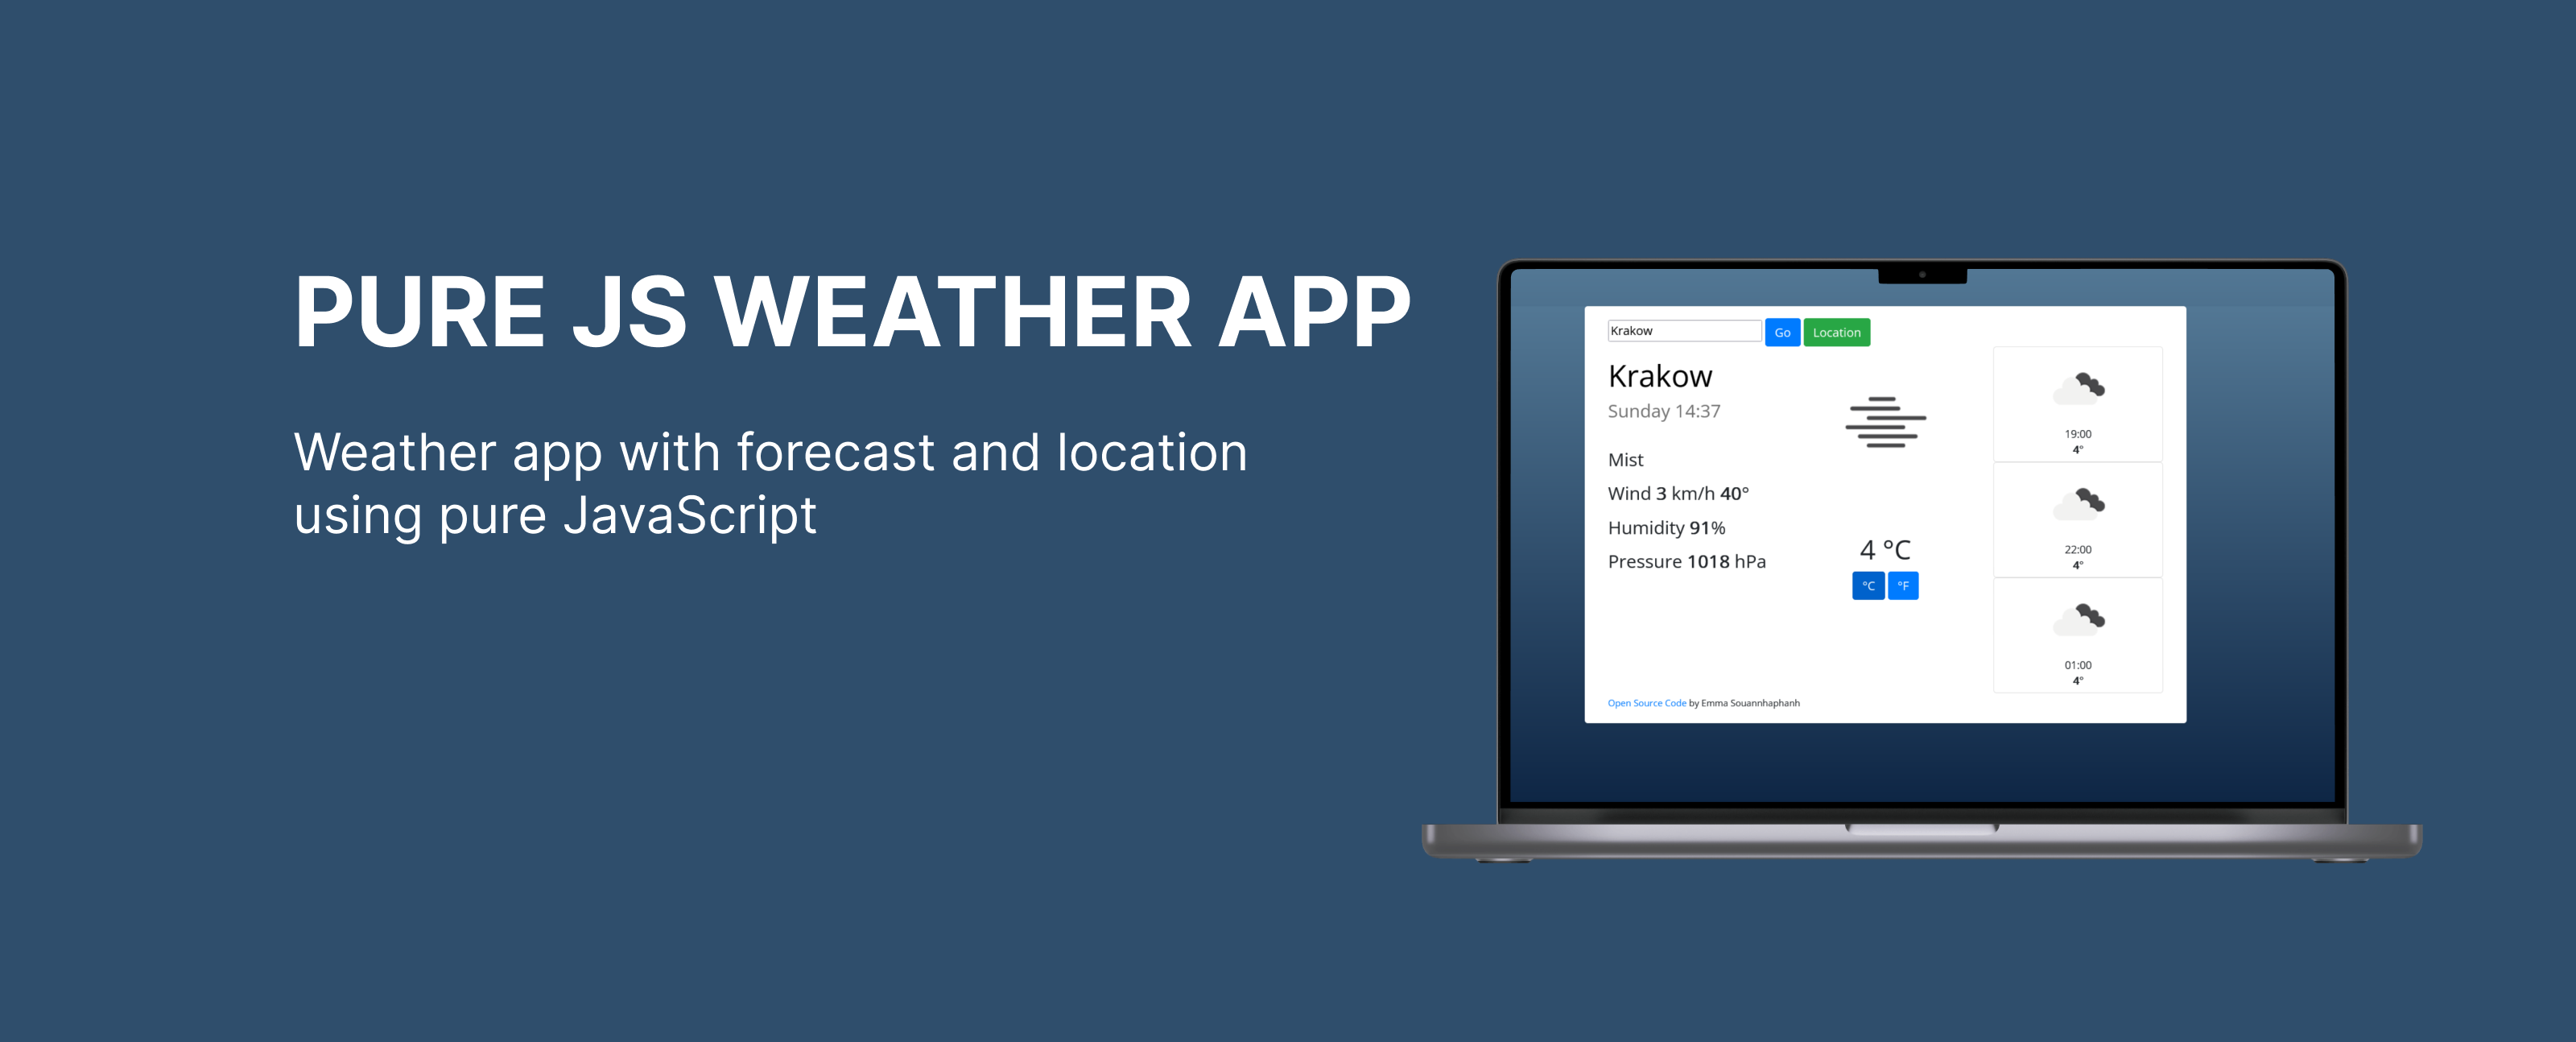 PURE JS WEATHER APP
Weather app with forecast and location
using pure JavaScript
Krakow
Go
Location
Krakow
Sunday 14:37
Mist
Wind 3 km/h 40°
Humidity 91%
Pressure 1018 hPa
4 °C
°C
°F
19:00
4°
22:00
4°
01:00
4°
Open Source Code by Emma Souannhaphanh